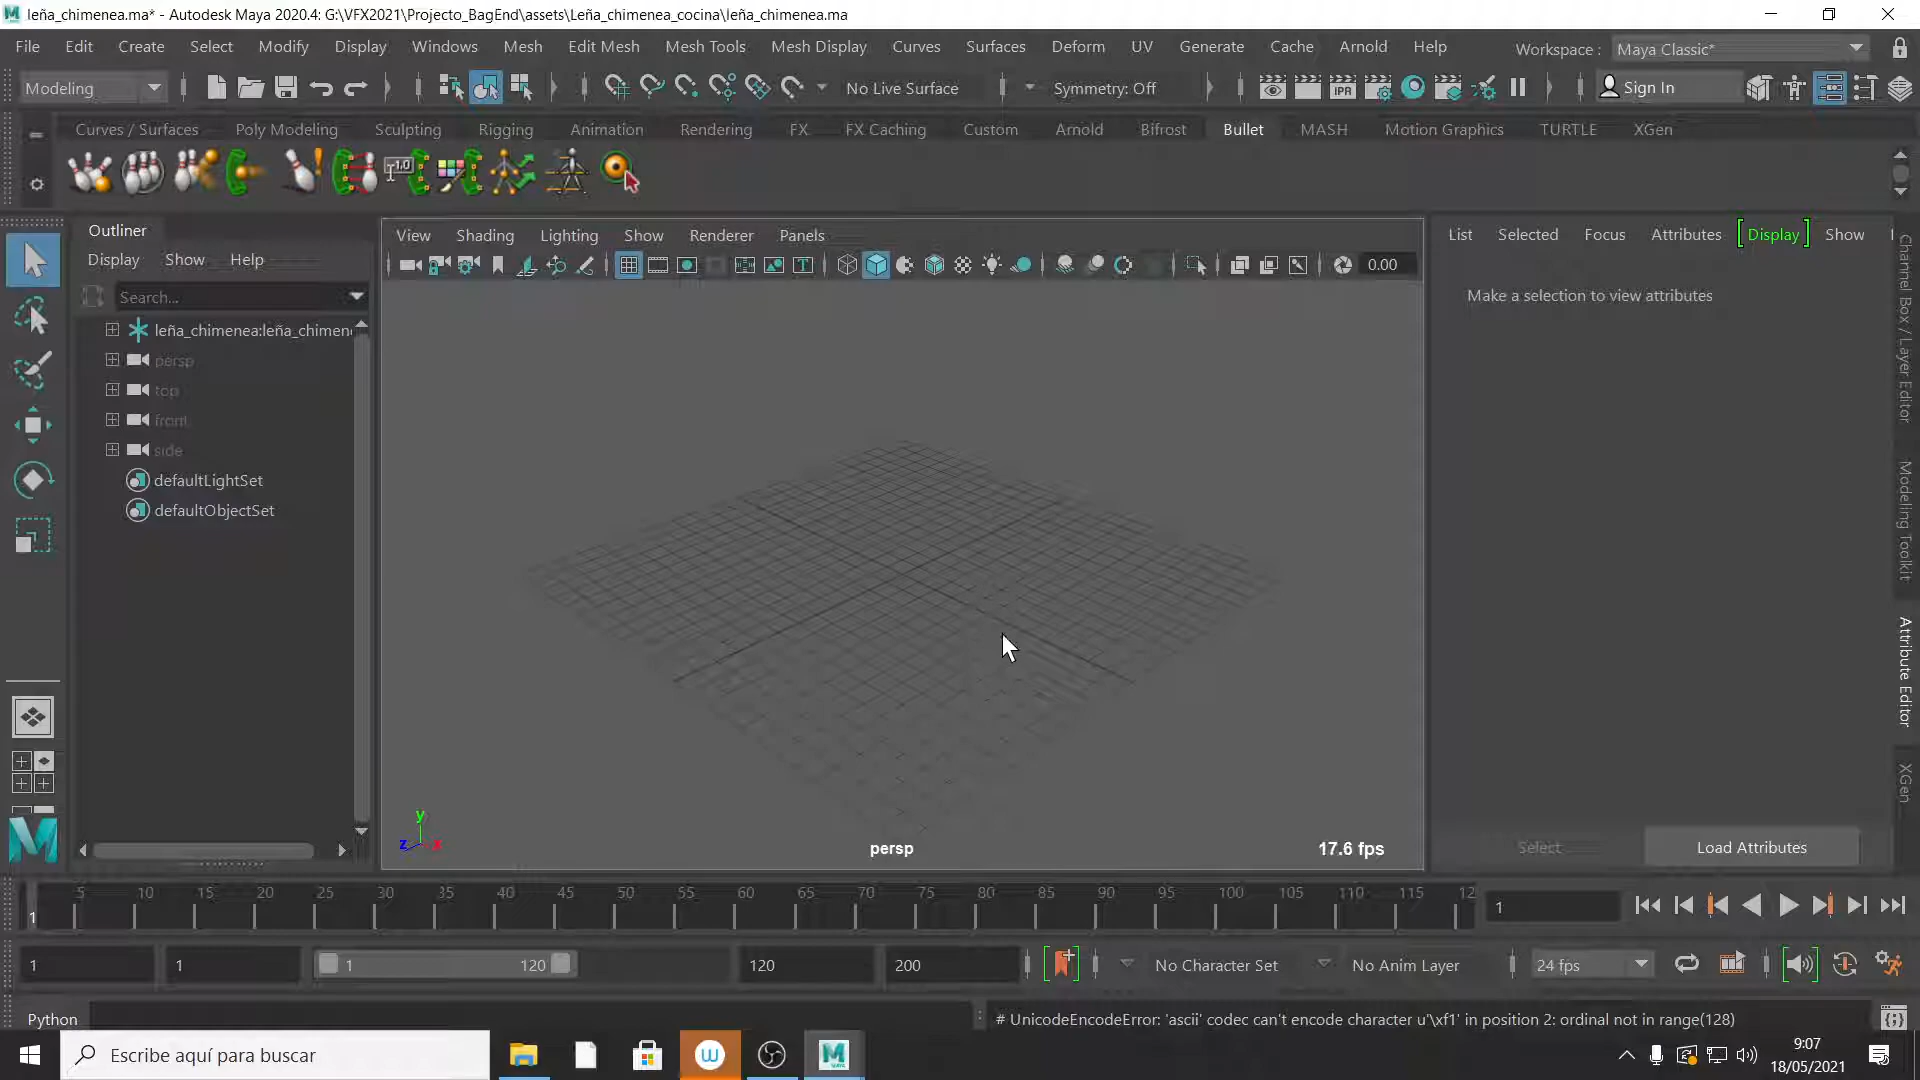 leña_chimenea.ma* - Autodesk Maya 2020.4: G:\VFX2021\Projecto_BagEnd\assets\Leña_chimenea_cocina\leña_chimenea.ma
File Edit Create Select Modify Display Windows Mesh Edit Mesh Mesh Tools Mesh Display Curves Surfaces Deform UV Generate Cache Arnold Help Workspace : Maya Classic*
Modeling No Live Surface Symmetry: Off IPR Sign In
Curves / Surfaces Poly Modeling Sculpting Rigging Animation Rendering FX FX Caching Custom Arnold Bifrost Bullet MASH Motion Graphics TURTLE XGen
1.0
Outliner
Display Show Help
Search...
leña_chimenea:leña_chimen
persp
top
front
side
defaultLightSet
defaultObjectSet
View Shading Lighting Show Renderer Panels
0.00
y
z x
persp
17.6 fps
List Selected Focus Attributes Display Show
Make a selection to view attributes
Select Load Attributes
Channel Box / Layer Editor
Modeling Toolkit
Attribute Editor
XGen
5 10 15 20 25 30 35 40 45 50 55 60 65 70 75 80 85 90 95 100 105 110 115 12
1 1
1 1 1 120 120 200 No Character Set No Anim Layer 24 fps
Python # UnicodeEncodeError: 'ascii' codec can't encode character u'\xf1' in position 2: ordinal not in range(128)
Escribe aquí para buscar
9:07
18/05/2021